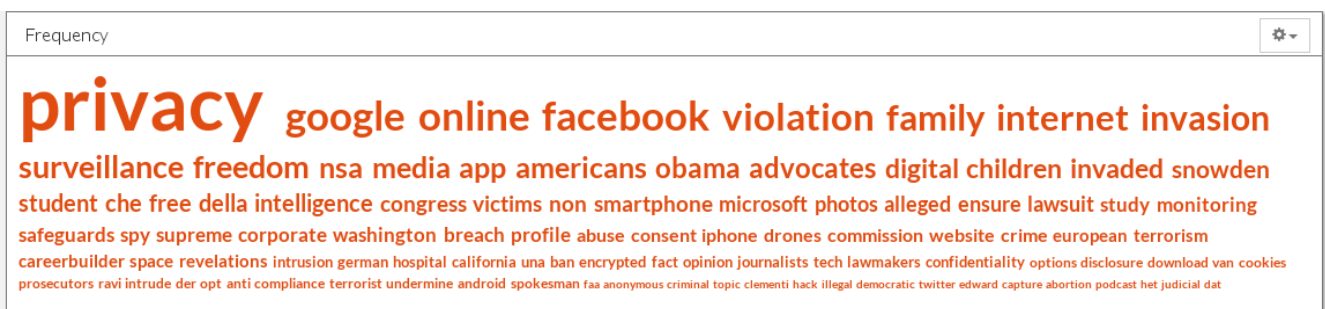 Frequency
privacy google online facebook violation family internet invasion
surveillance freedom nsa media app americans obama advocates digital children invaded snowden
student che free della intelligence congress victims non smartphone microsoft photos alleged ensure lawsuit study monitoring
safeguards spy supreme corporate washington breach profile abuse consent iphone drones commission website crime european terrorism
careerbuilder space revelations intrusion german hospital california una ban encrypted fact opinion journalists tech lawmakers confidentiality options disclosure download van cookies
prosecutors ravi intrude der opt anti compliance terrorist undermine android spokesman faa anonymous criminal topic clementi hack illegal democratic twitter edward capture abortion podcast het judicial dat